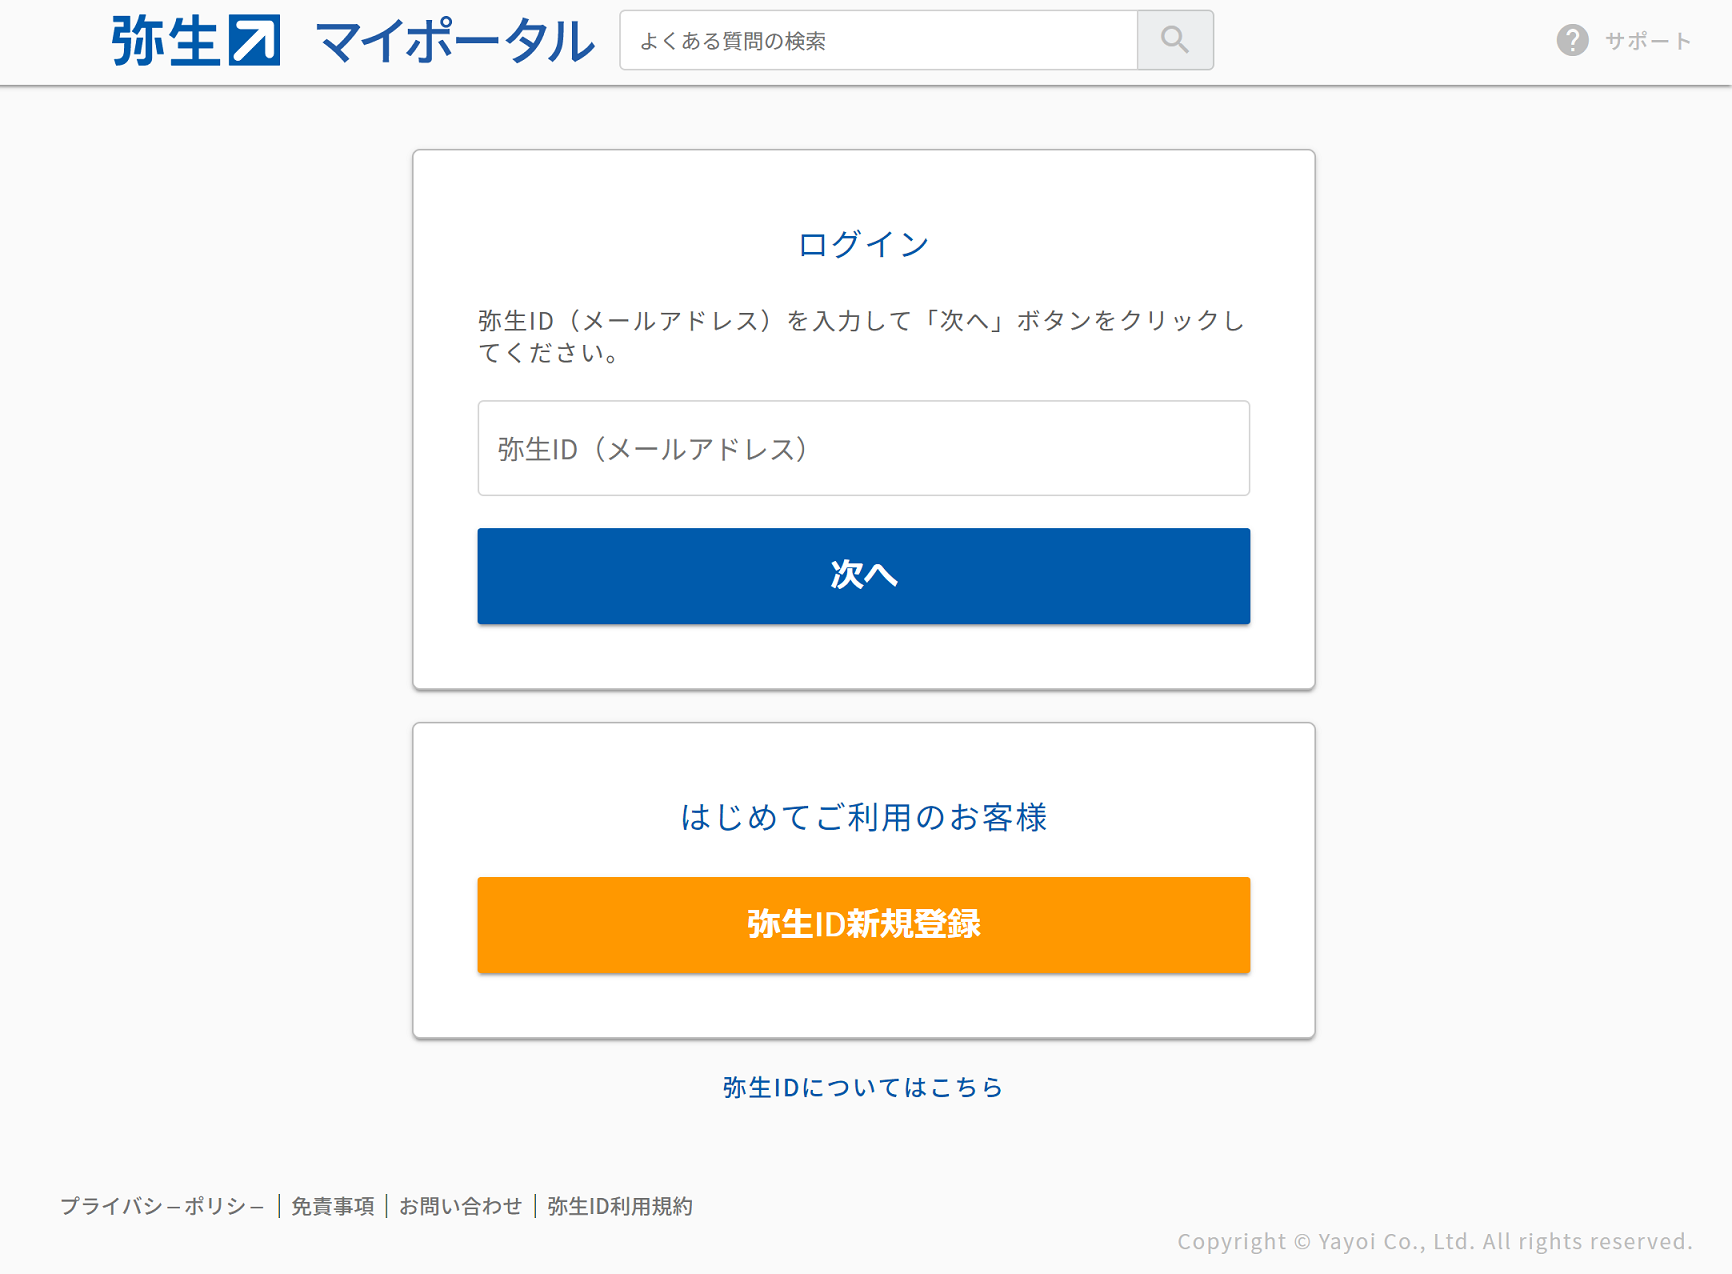 弥生 マイポータル よくある質問の検索 サポート
ログイン
弥生ID（メールアドレス）を入力して「次へ」ボタンをクリックし
てください。
弥生ID（メールアドレス）
次へ
はじめてご利用のお客様
弥生ID新規登録
弥生IDについてはこちら
プライバシーポリシー 免責事項 お問い合わせ 弥生ID利用規約
Copyright © Yayoi Co., Ltd. All rights reserved.